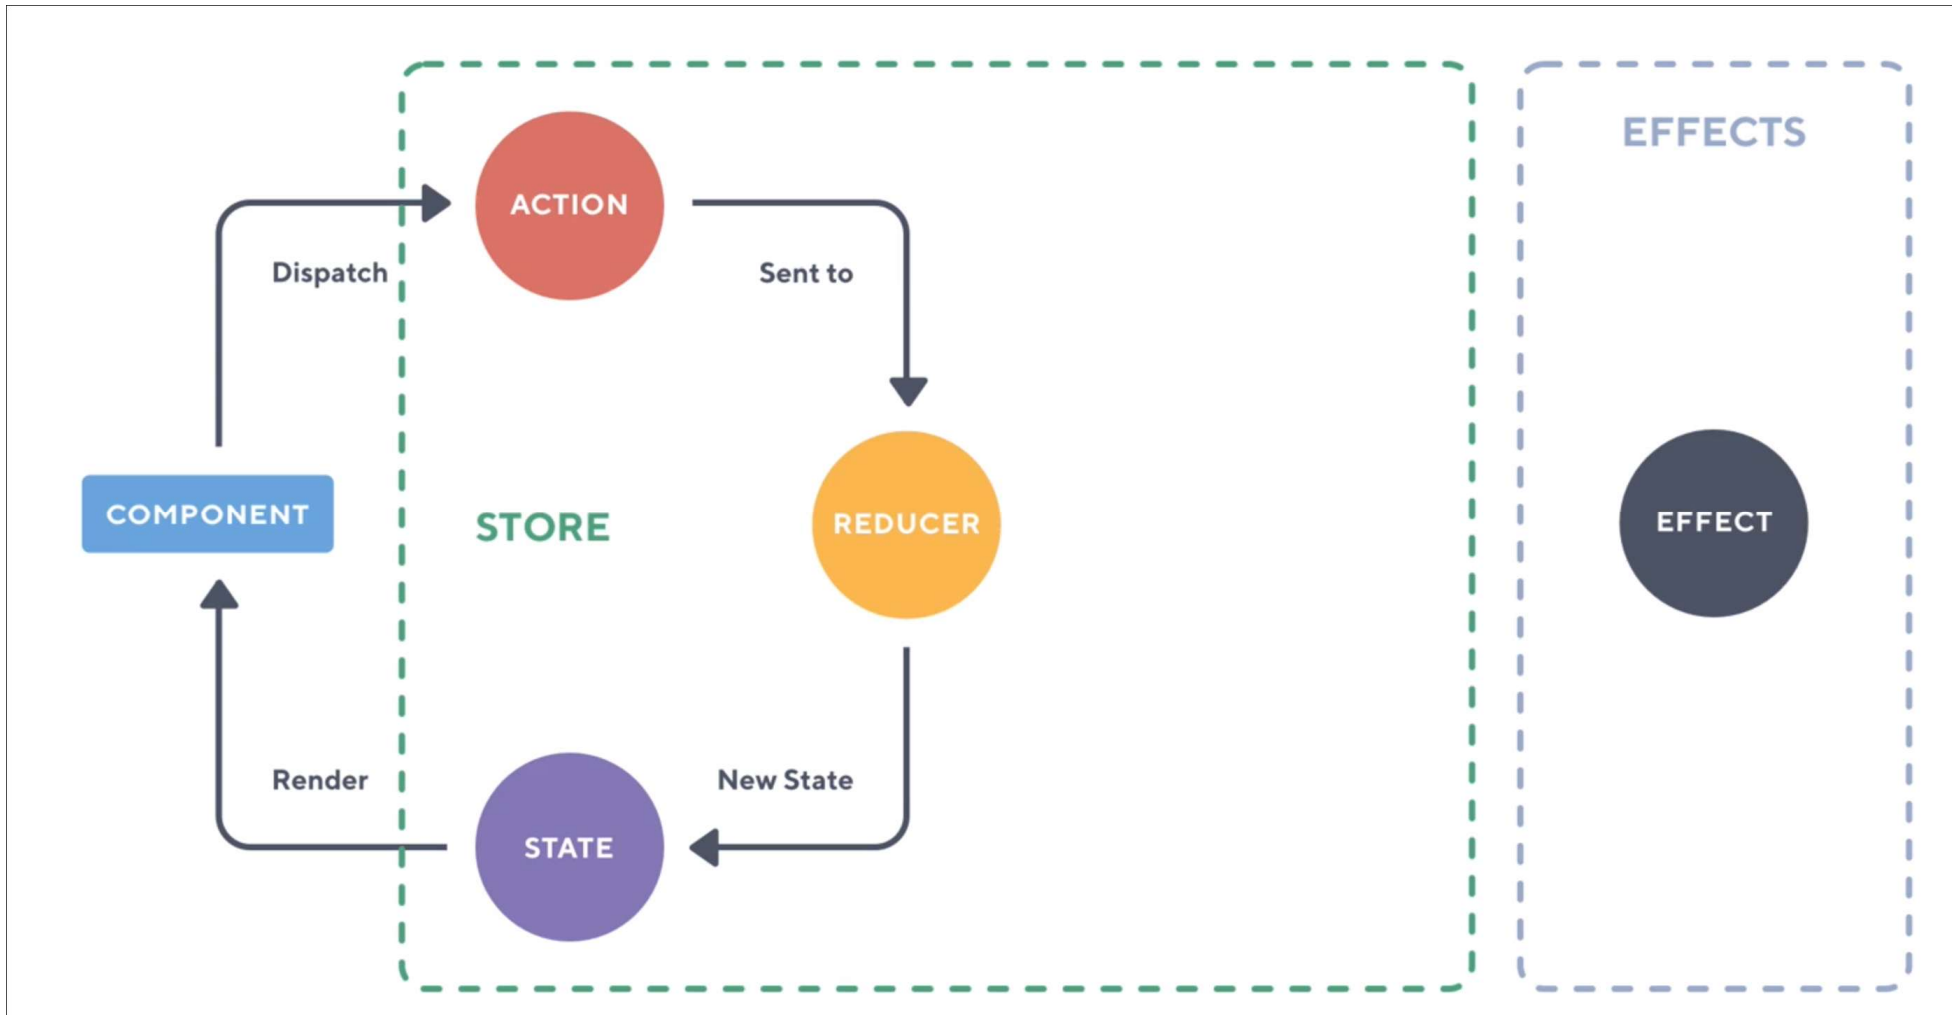 EFFECTS
ACTION
Dispatch
Sent to
COMPONENT
STORE
REDUCER
EFFECT
Render
New State
STATE